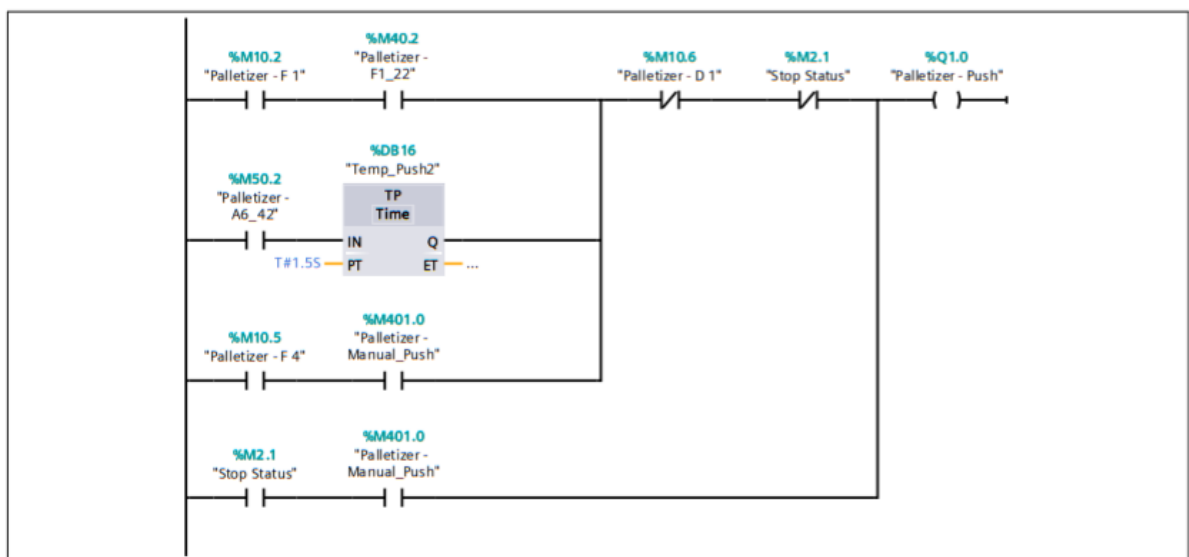 %M10.2
"Palletizer - F 1"
%M40.2
"Palletizer -
F1_22"
%M10.6
"Palletizer - D 1"
%M2.1
"Stop Status"
%Q1.0
"Palletizer - Push"
%DB16
"Temp_Push2"
%M50.2
"Palletizer -
A6_42"
TP
Time
IN
Q
T#1.5S
PT
ET
...
%M10.5
"Palletizer - F 4"
%M401.0
"Palletizer -
Manual_Push"
%M2.1
"Stop Status"
%M401.0
"Palletizer -
Manual_Push"